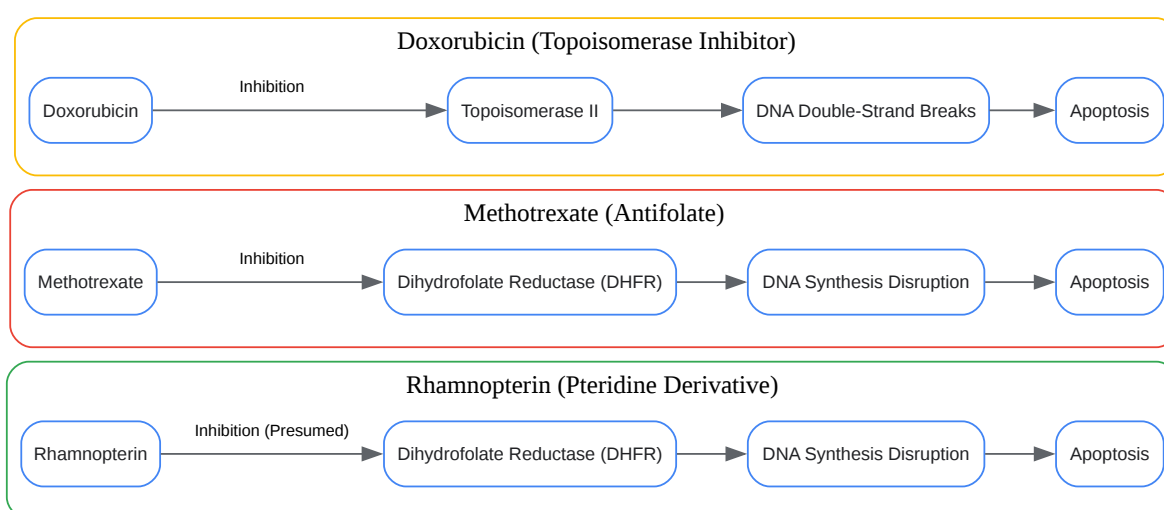 Doxorubicin (Topoisomerase Inhibitor)
Inhibition
Doxorubicin
Topoisomerase II
DNA Double-Strand Breaks
Apoptosis
Methotrexate (Antifolate)
Inhibition
Methotrexate
Dihydrofolate Reductase (DHFR)
DNA Synthesis Disruption
Apoptosis
Rhamnopterin (Pteridine Derivative)
Inhibition (Presumed)
Rhamnopterin
Dihydrofolate Reductase (DHFR)
DNA Synthesis Disruption
Apoptosis